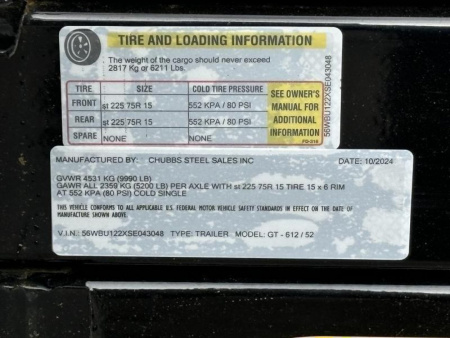 TIRE AND LOADING INFORMATION
The weight of the cargo should never exceed
2817 Kg or 6211 Lbs.
TIRE SIZE COLD TIRE PRESSURE
FRONT st 225 75R 15 552 KPA / 80 PSI
REAR st 225 75R 15 552 KPA / 80 PSI
SPARE NONE NONE
SEE OWNER'S
MANUAL FOR
ADDITIONAL
INFORMATION
56WBU122XSE043048
MANUFACTURED BY: CHUBBS STEEL SALES INC DATE: 10/2024
GVWR 4531 KG (9990 LB)
GAWR ALL 2359 KG (5200 LB) PER AXLE WITH st 225 75R 15 TIRE 15 x 6 RIM
AT 552 KPA (80 PSI) COLD SINGLE
THIS VEHICLE CONFORMS TO ALL APPLICABLE U.S. FEDERAL MOTOR VEHICLE SAFETY STANDARDS IN EFFECT ON THE DATE OF
MANUFACTURE SHOWN ABOVE.
V.I.N.: 56WBU122XSE043048 TYPE: TRAILER MODEL: GT - 612 / 52